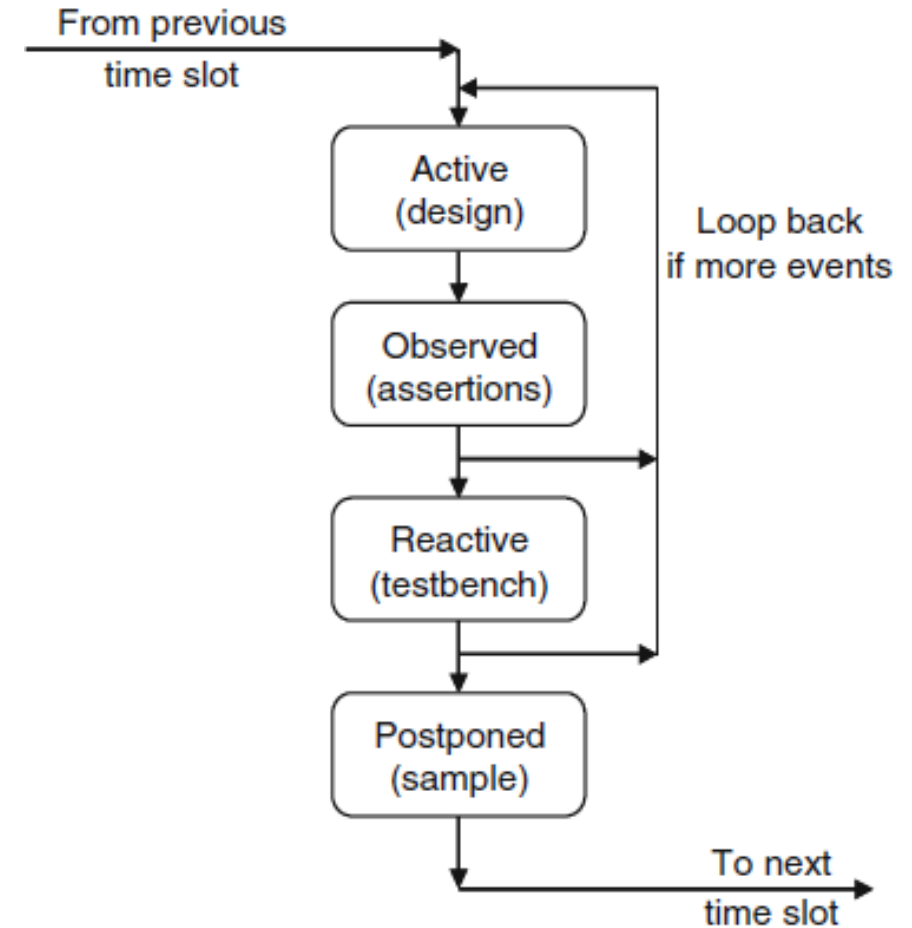 From previous
time slot
Active
(design)
Loop back
if more events
Observed
(assertions)
Reactive
(testbench)
Postponed
(sample)
To next
time slot